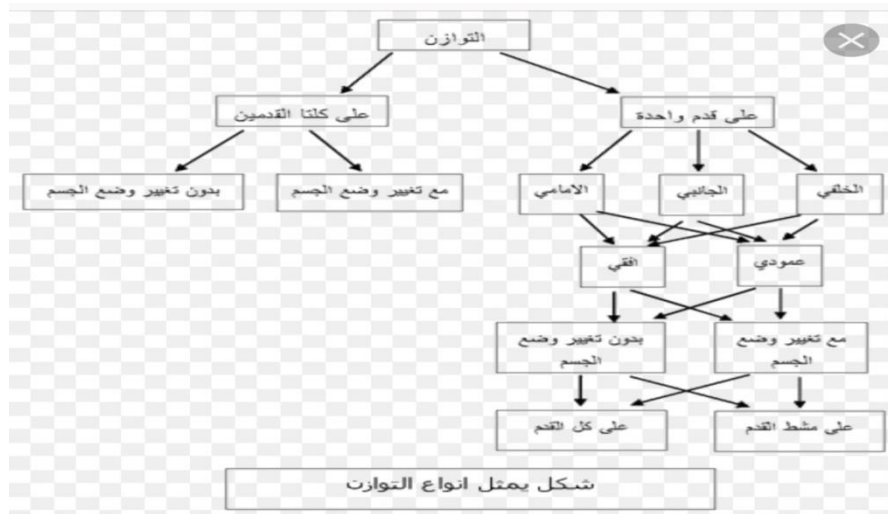 التوازن
على قدم واحدة
على كلتا القدمين
الخلفي
الجانبي
الامامي
مع تغيير وضع الجسم
بدون تغيير وضع الجسم
عمودي
افقي
مع تغيير وضع
الجسم
بدون تغيير وضع
الجسم
على مشط القدم
على كل القدم
شكل يمثل انواع التوازت